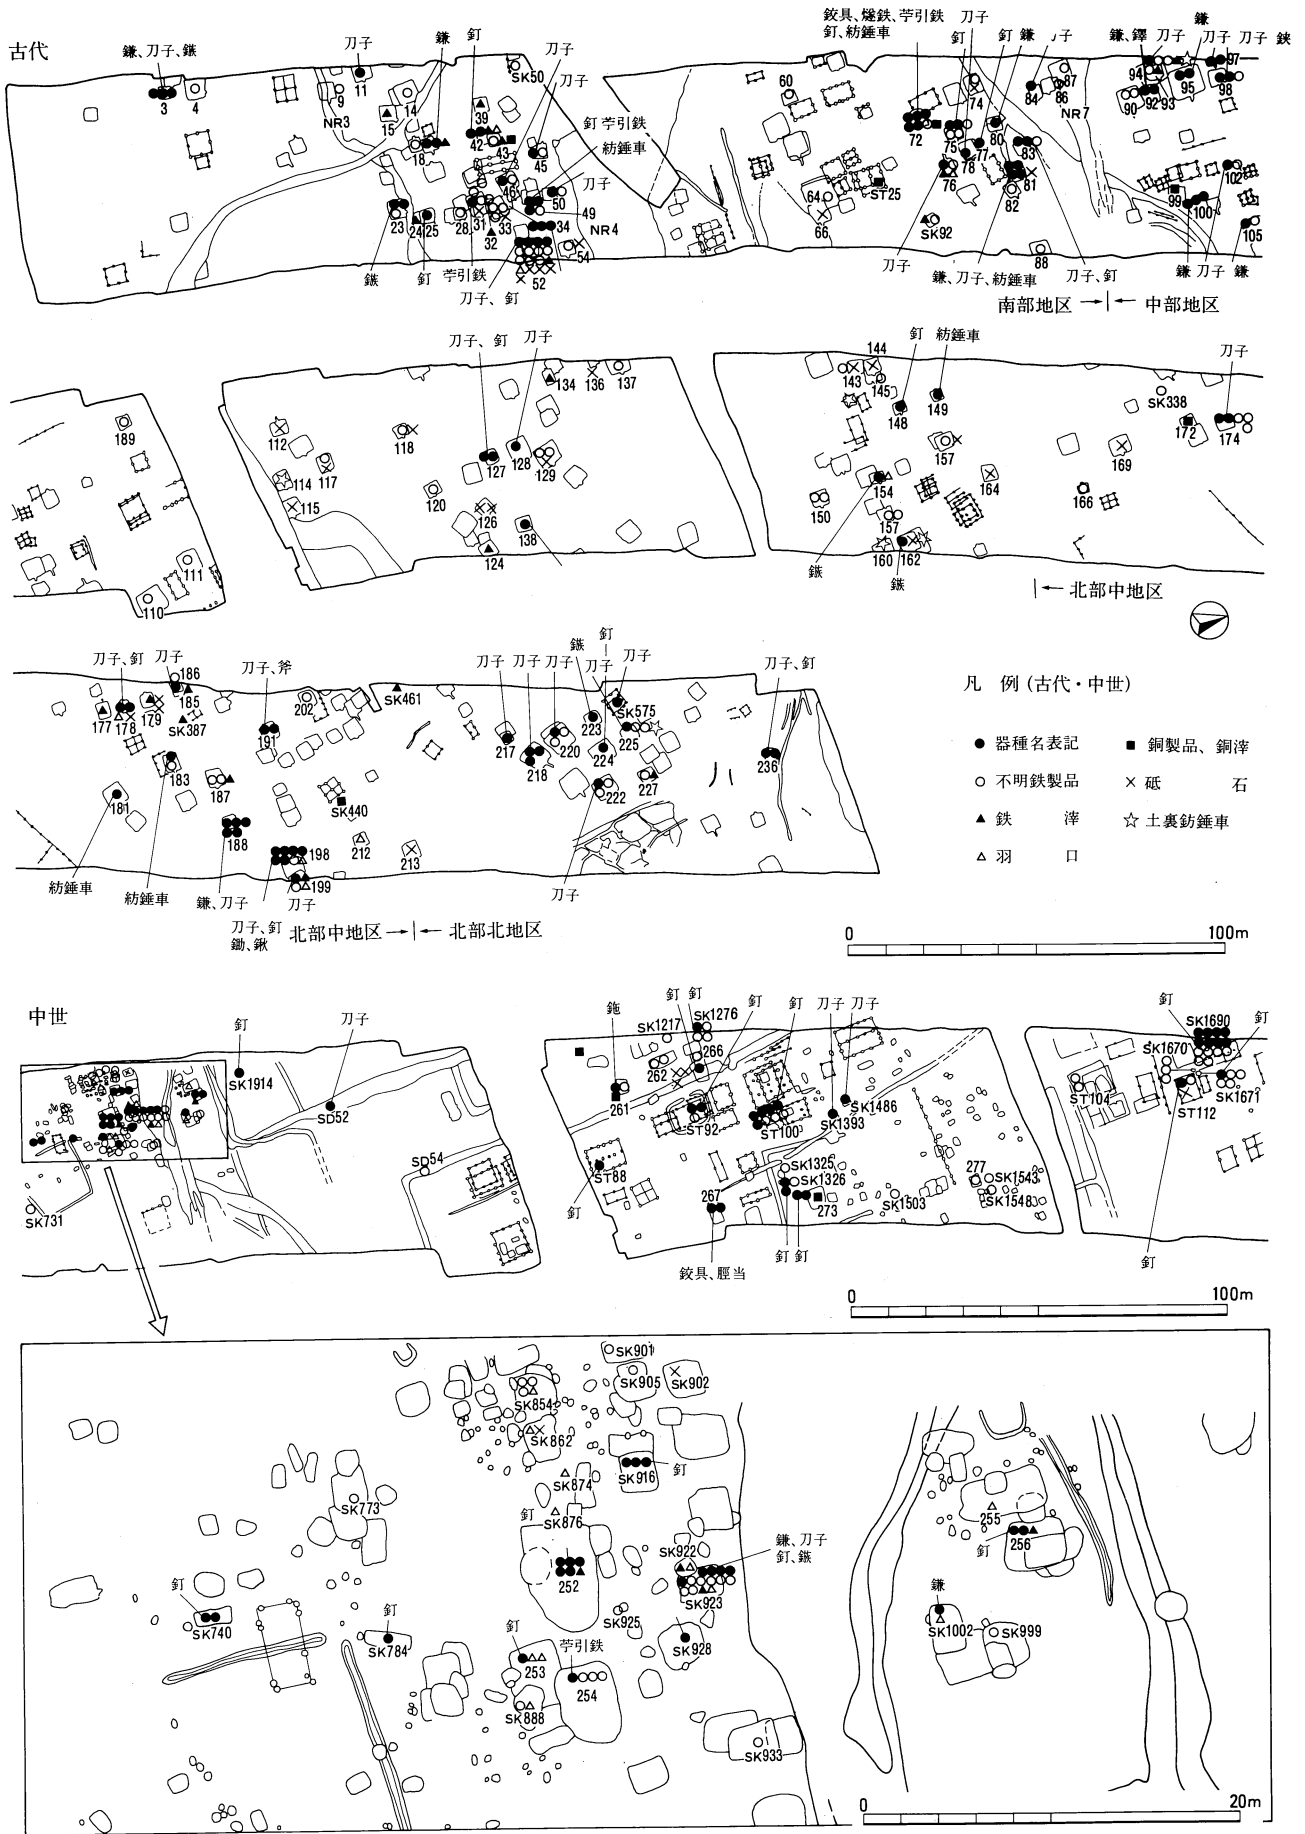 古代
鎌、刀子、鏃
刀子
鎌
釘
刀子
刀子
鉸具、燧鉄、苧引鉄
釘、紡錘車
刀子
釘
釘
鎌
鎌、鐸
刀子
鎌
刀子
刀子
鋏
3
4
NR3
9
11
15
14
18
39
42
43
SK50
45
釘 苧引鉄
紡錘車
刀子
46
50
49
34
NR4
23
24
25
28
31
32
33
52
54
60
64
66
ST25
72
74
75
76
77
78
80
81
82
83
84
86
87
88
SK92
NR7
90
92
93
94
95
97
98
99
100
102
105
鏃
釘
苧引鉄
刀子、釘
刀子
鎌、刀子、紡錘車
刀子、釘
鎌
刀子
鎌
南部地区 → ← 中部地区
刀子、釘
刀子
釘
紡錘車
刀子
189
111
110
112
114
115
117
118
120
124
126
127
128
129
134
136
137
138
143
144
145
148
149
150
154
157
157
160
162
164
166
169
172
174
SK338
鏃
鏃
← 北部中地区
刀子、釘
刀子
刀子、斧
刀子
刀子
刀子
鏃
釘
刀子
刀子
刀子、釘
177
178
179
181
183
185
186
SK387
187
188
191
198
199
202
SK461
SK440
212
213
217
218
220
222
223
224
SK575
225
227
236
紡錘車
紡錘車
鎌、刀子
刀子、釘
鋤、鍬
刀子
刀子
北部中地区 → ← 北部北地区
凡 例 (古代・中世)
● 器種名表記
■ 銅製品、銅滓
○ 不明鉄製品
× 砥 石
▲ 鉄 滓
☆ 土裏紡錘車
△ 羽 口
0 100m
中世
釘
刀子
SK1914
SD52
SD54
SK731
鉇
釘
釘
釘
釘
刀子
刀子
SK1217
SK1276
266
262
261
ST92
ST100
ST88
釘
267
鉸具、脛当
SK1325
SK1326
273
釘
釘
SK1393
SK1486
SK1503
277
SK1543
SK1548
釘
SK1690
釘
SK1670
SK1671
ST104
ST112
釘
0 100m
SK901
SK905
SK902
SK854
SK862
SK916
釘
SK874
SK876
釘
SK773
252
SK922
鎌、刀子
釘、鏃
SK923
SK925
SK928
釘
SK740
釘
SK784
釘
253
苧引鉄
254
SK888
SK933
255
256
釘
鎌
SK1002
SK999
0 20m